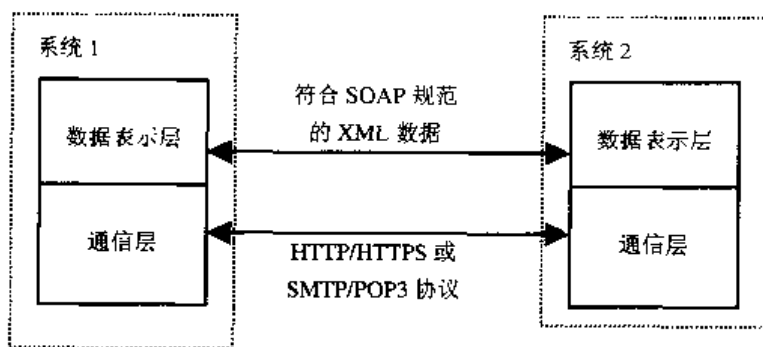 系统 1
系统 2
符合 SOAP 规范
的 XML 数据
数据表示层
数据表示层
通信层
通信层
HTTP/HTTPS 或
SMTP/POP3 协议